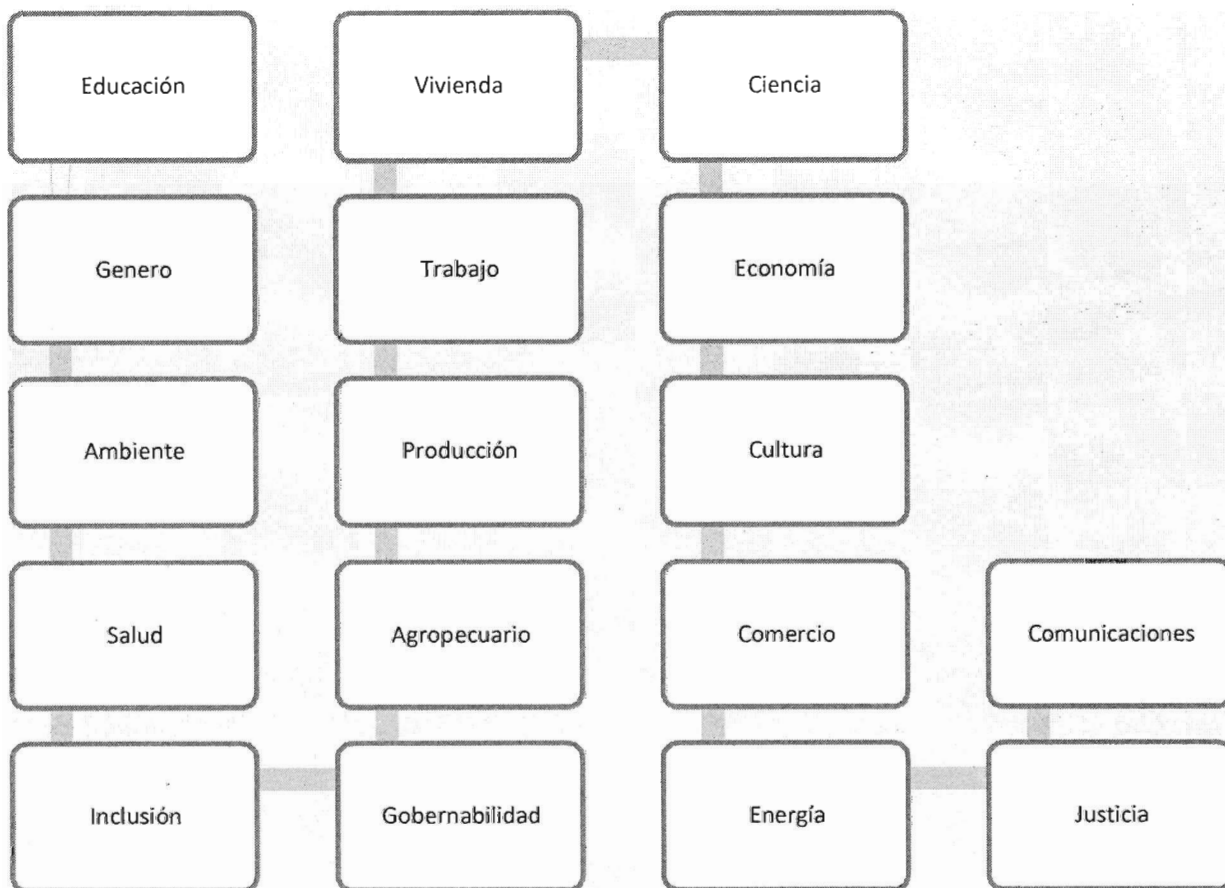 Educación
Genero
Ambiente
Salud
Inclusión
Gobernabilidad
Agropecuario
Producción
Trabajo
Vivienda
Ciencia
Economía
Cultura
Comercio
Energía
Justicia
Comunicaciones